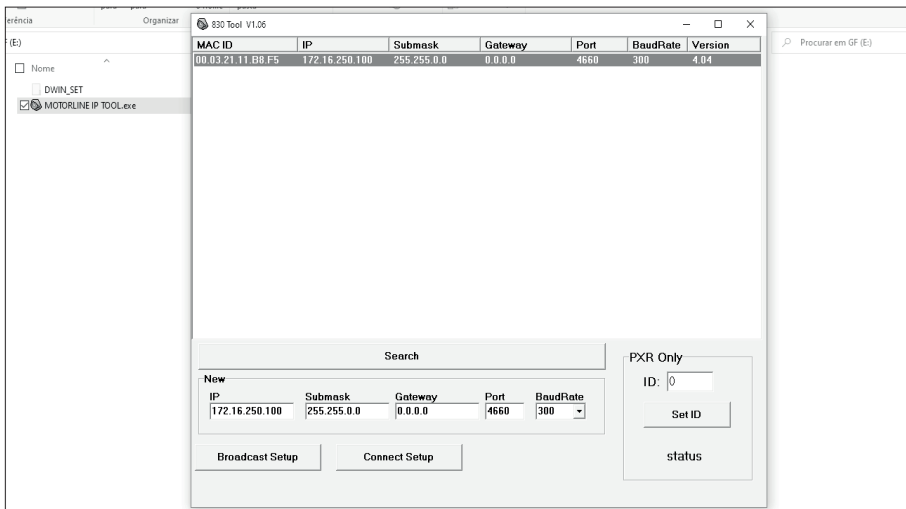 erência
Organizar
(E:)
Nome
DWIN_SET
MOTORLINE IP TOOL.exe
830 Tool V1.06
MAC ID IP Submask Gateway Port BaudRate Version
00.03.21.11.B8.F5 172.16.250.100 255.255.0.0 0.0.0.0 4660 300 4.04
Procurar em GF (E:)
Search
New
IP Submask Gateway Port BaudRate
172.16.250.100 255.255.0.0 0.0.0.0 4660 300
Broadcast Setup Connect Setup
PXR Only
ID: 0
Set ID
status